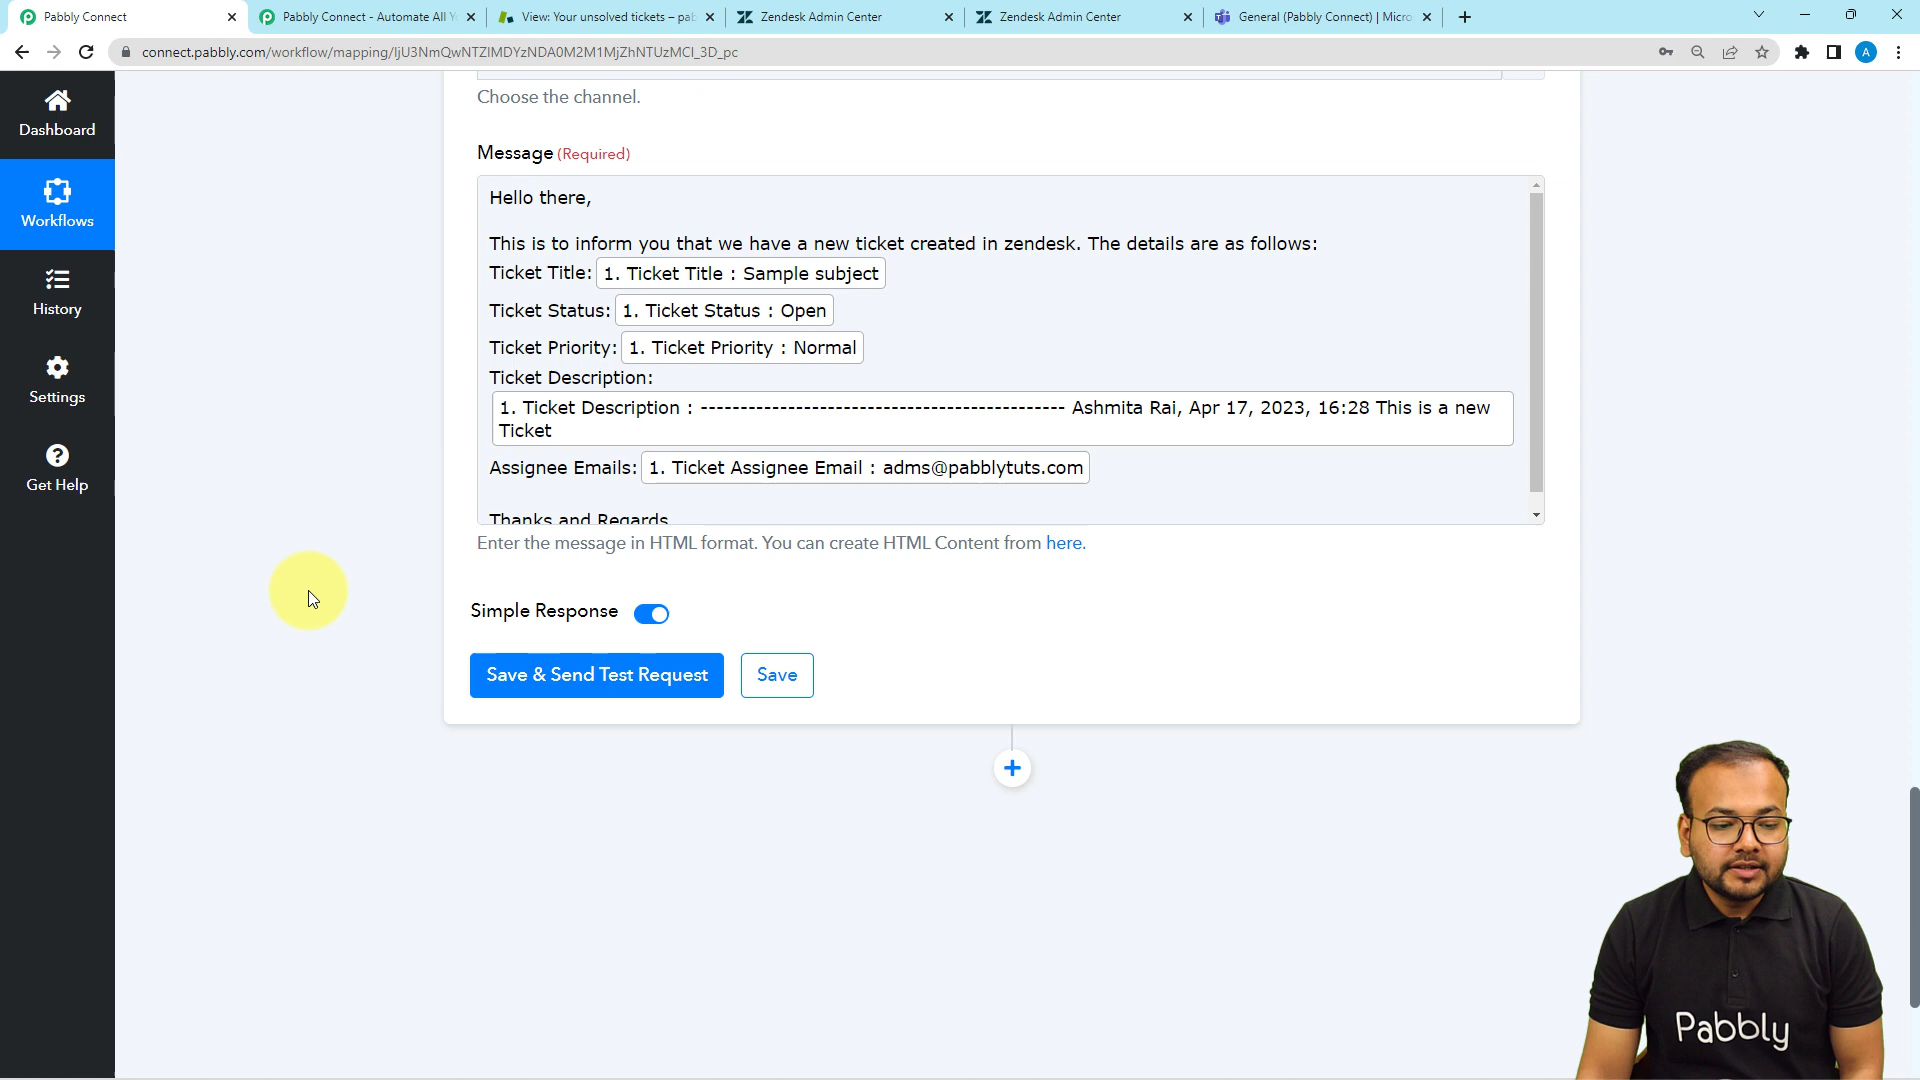 Pabbly Connect
Pabbly Connect - Automate All Y
View: Your unsolved tickets – pab
Zendesk Admin Center
Zendesk Admin Center
General (Pabbly Connect) | Micro
connect.pabbly.com/workflow/mapping/IjU3NmQwNTZlMDYzNDA0M2M1MjZhNTUzMCI_3D_pc
A
Dashboard
Workflows
History
Settings
Get Help
Choose the channel.
Message (Required)
Hello there,
This is to inform you that we have a new ticket created in zendesk. The details are as follows:
Ticket Title: 1. Ticket Title : Sample subject
Ticket Status: 1. Ticket Status : Open
Ticket Priority: 1. Ticket Priority : Normal
Ticket Description:
1. Ticket Description : ---------------------------------------------- Ashmita Rai, Apr 17, 2023, 16:28 This is a new
Ticket
Assignee Emails: 1. Ticket Assignee Email : adms@pabblytuts.com
Thanks and Regards
Enter the message in HTML format. You can create HTML Content from here.
Simple Response
Save & Send Test Request
Save
Pabbly